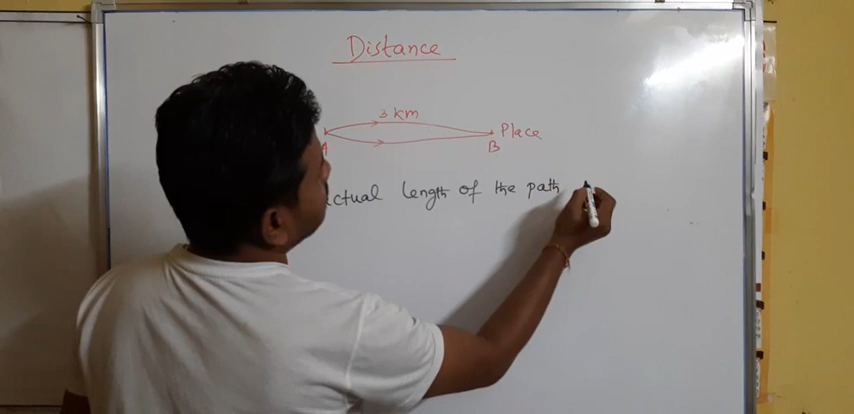 Distance
3 km
Place
A B
ctual length of the path